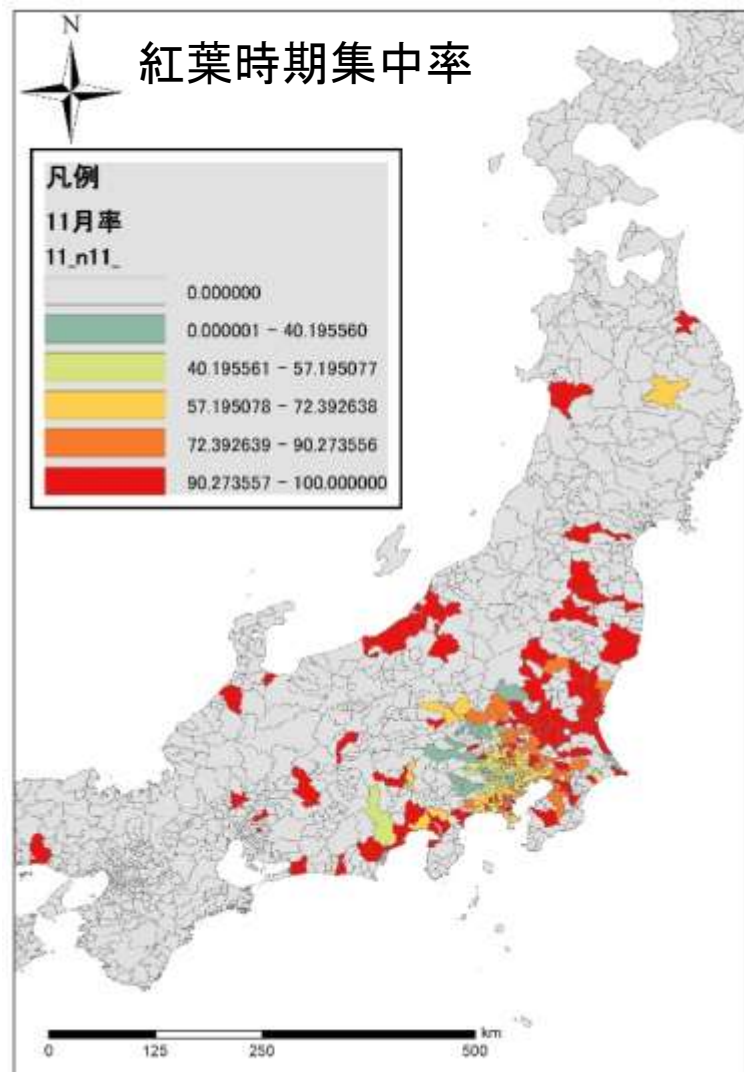 N
紅葉時期集中率
凡例
11月率
11_n11_
0.000000
0.000001 - 40.195560
40.195561 - 57.195077
57.195078 - 72.392638
72.392639 - 90.273556
90.273557 - 100.000000
km
0 125 250 500